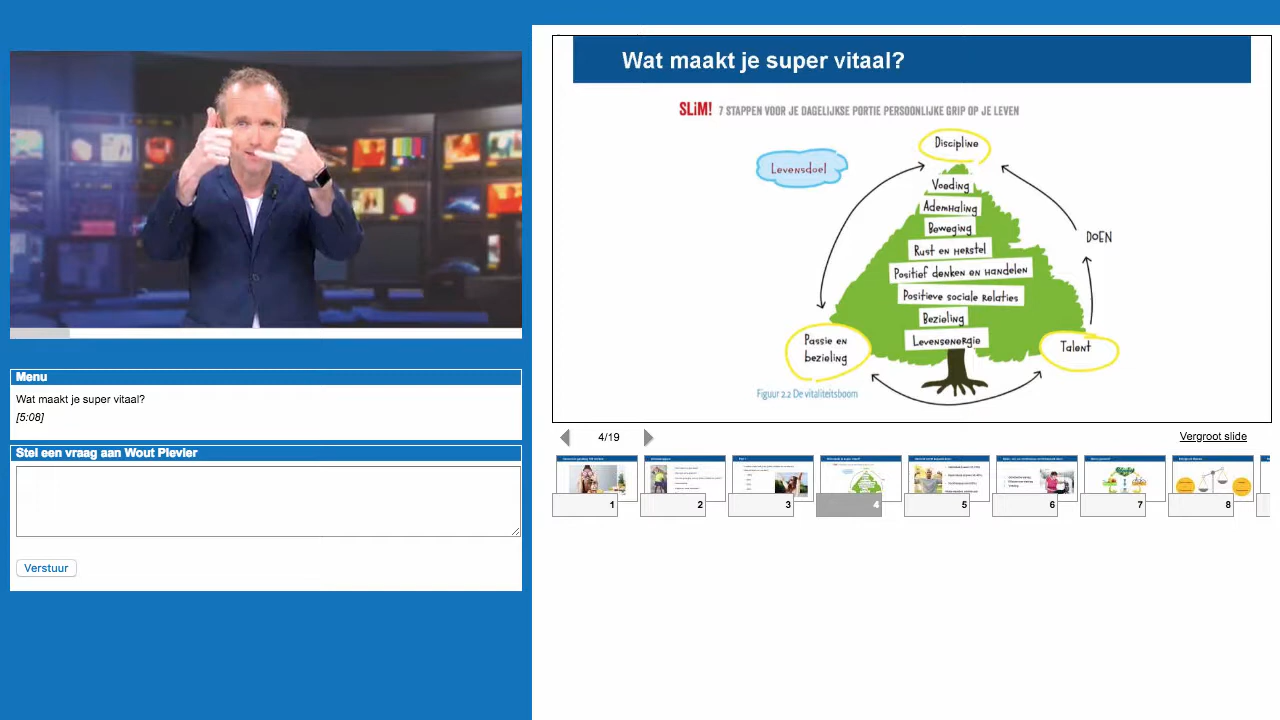 Wat maakt je super vitaal?
SLiM! 7 STAPPEN VOOR JE DAGELIJKSE PORTIE PERSOONLIJKE GRIP OP JE LEVEN
Discipline
Levensdoel
Voeding
Ademhaling
Beweging
DOEN
Rust en herstel
Positief denken en handelen
Positieve sociale relaties
Bezieling
Levensenergie
Passie en
bezieling
Talent
Figuur 2.2 De vitaliteitsboom
Menu
Wat maakt je super vitaal?
[5:08]
Stel een vraag aan Wout Plevier
Verstuur
4/19
Vergroot slide
1
2
3
4
5
6
7
8